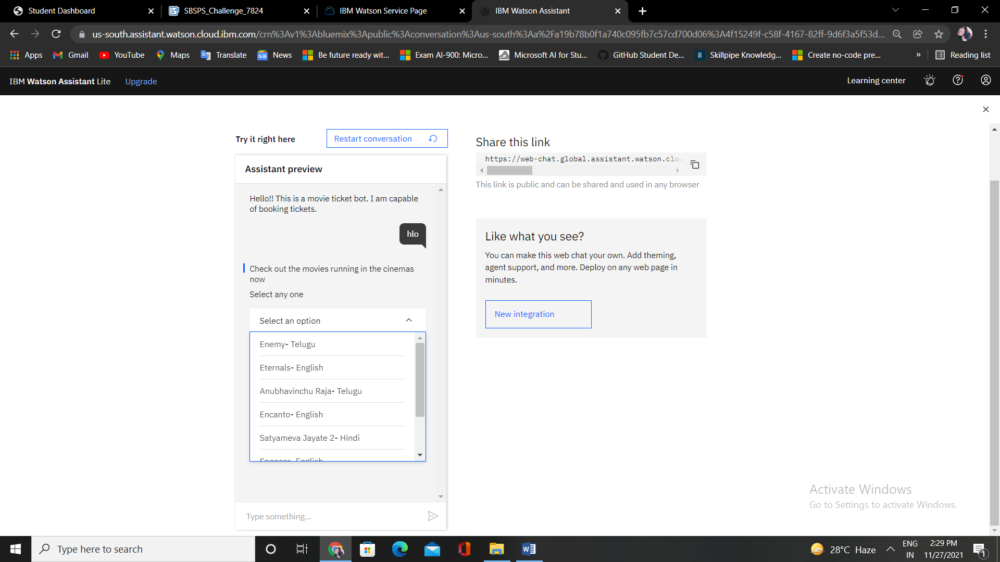 Student Dashboard
SBSPS_Challenge_7824
IBM Watson Service Page
IBM Watson Assistant
us-south.assistant.watson.cloud.ibm.com/crn%3Av1%3Abluemix%3Apublic%3Aconversation%3Aus-south%3Aa%2Fa19b78b0f1a740c095fb7c57cd700d06%3A4f15249f-c58f-4167-82ff-9d6f3a5f53d...
Apps
Gmail
YouTube
Maps
Translate
News
Be future ready wit...
Exam AI-900: Micro...
Microsoft AI for Stu...
GitHub Student De...
Skillpipe Knowledg...
Create no-code pre...
»
Reading list
IBM Watson Assistant Lite
Upgrade
Learning center
Try it right here
Restart conversation
Assistant preview
Hello!! This is a movie ticket bot. I am capable
of booking tickets.
hlo
Check out the movies running in the cinemas
now
Select any one
Select an option
Enemy- Telugu
Eternals- English
Anubhavinchu Raja- Telugu
Encanto- English
Satyameva Jayate 2- Hindi
Spencer- English
Type something...
Share this link
https://web-chat.global.assistant.watson.clou
This link is public and can be shared and used in any browser
Like what you see?
You can make this web chat your own. Add theming,
agent support, and more. Deploy on any web page in
minutes.
New integration
Activate Windows
Go to Settings to activate Windows.
Type here to search
28°C Haze
ENG
IN
2:29 PM
11/27/2021
1